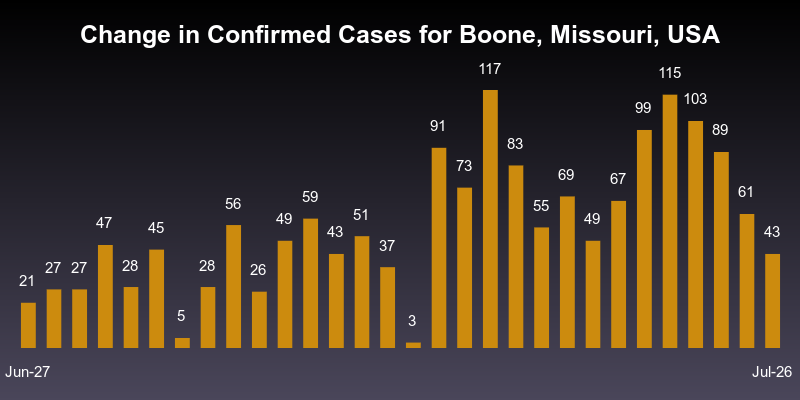 Change in Confirmed Cases for Boone, Missouri, USA
21 27 27 47 28 45 5 28 56 26 49 59 43 51 37 3 91 73 117 83 55 69 49 67 99 115 103 89 61 43
Jun-27 Jul-26